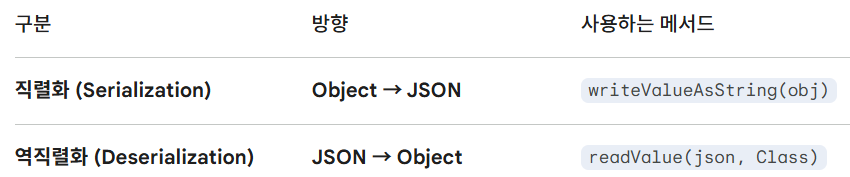 구분 방향 사용하는 메서드
직렬화 (Serialization) Object → JSON writeValueAsString(obj)
역직렬화 (Deserialization) JSON → Object readValue(json, Class)